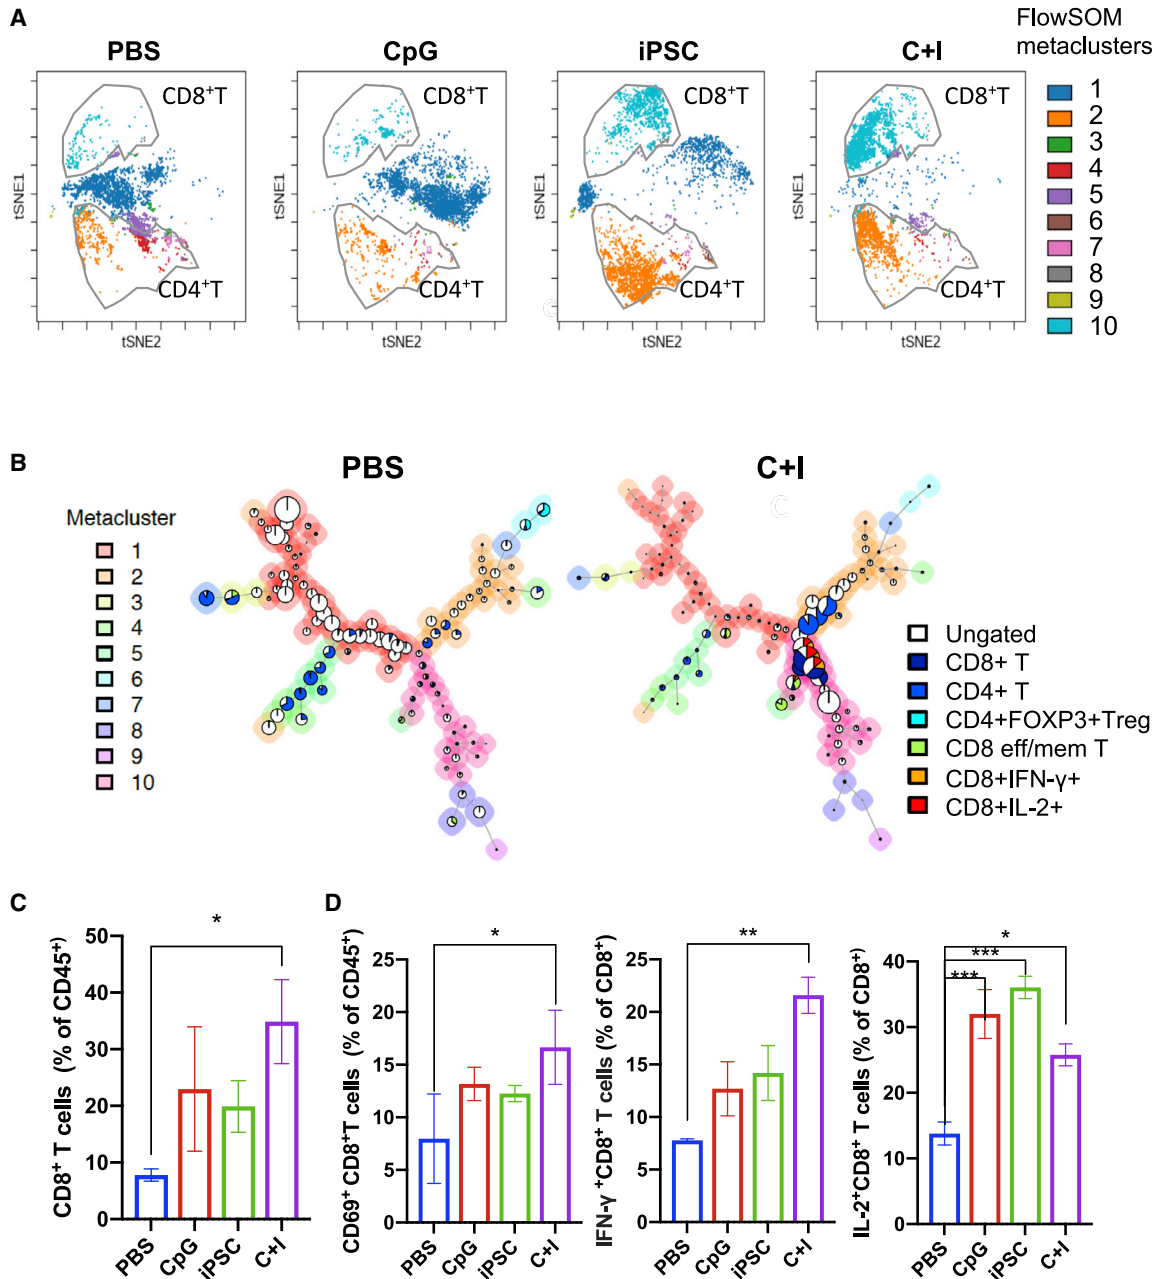 A
PBS
CpG
iPSC
C+I
FlowSOM
metaclusters
CD8+T
CD8+T
CD8+T
CD8+T
CD4+T
CD4+T
CD4+T
CD4+T
tSNE1
tSNE1
tSNE1
tSNE1
tSNE2
tSNE2
tSNE2
tSNE2
1
2
3
4
5
6
7
8
9
10
B
PBS
C+I
Metacluster
1
2
3
4
5
6
7
8
9
10
Ungated
CD8+ T
CD4+ T
CD4+FOXP3+Treg
CD8 eff/mem T
CD8+IFN-γ+
CD8+IL-2+
C
CD8+ T cells (% of CD45+)
50
40
30
20
10
0
*
PBS
CpG
iPSC
C+I
D
CD69+ CD8+T cells (% of CD45+)
25
20
15
10
5
0
*
PBS
CpG
iPSC
C+I
IFN-γ +CD8+ T cells (% of CD8+)
25
20
15
10
5
0
**
PBS
CpG
iPSC
C+I
IL-2+CD8+ T cells (% of CD8+)
40
30
20
10
0
*
***
***
PBS
CpG
iPSC
C+I